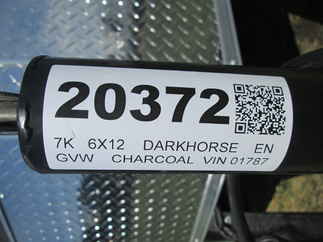 20372
7K 6X12 DARKHORSE EN
GVW CHARCOAL VIN 01787